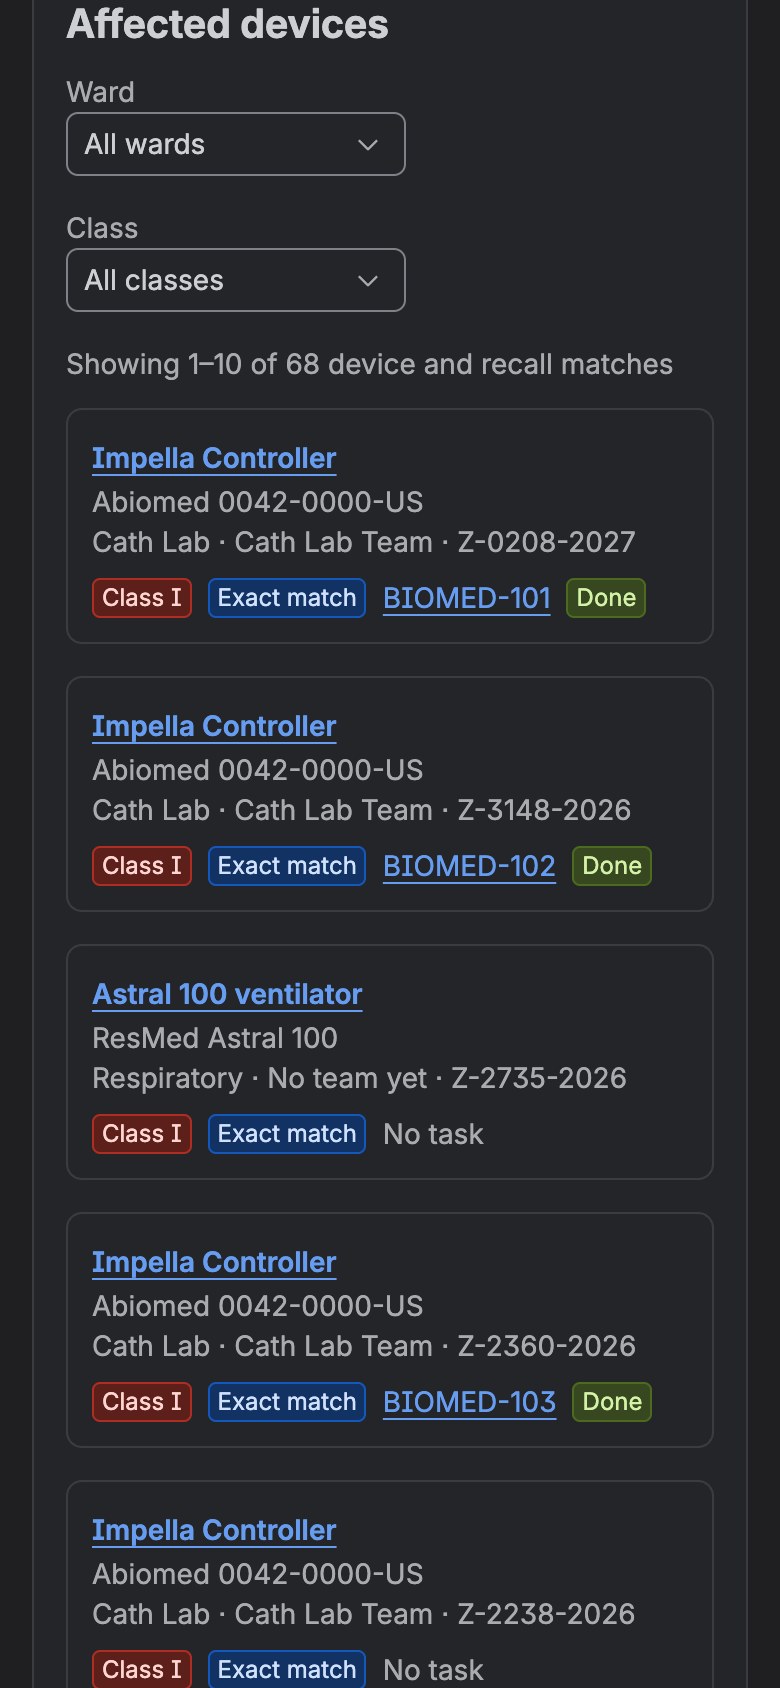 Affected devices
Ward
All wards
Class
All classes
Showing 1–10 of 68 device and recall matches
Impella Controller
Abiomed 0042-0000-US
Cath Lab · Cath Lab Team · Z-0208-2027
Class I Exact match BIOMED-101 Done
Impella Controller
Abiomed 0042-0000-US
Cath Lab · Cath Lab Team · Z-3148-2026
Class I Exact match BIOMED-102 Done
Astral 100 ventilator
ResMed Astral 100
Respiratory · No team yet · Z-2735-2026
Class I Exact match No task
Impella Controller
Abiomed 0042-0000-US
Cath Lab · Cath Lab Team · Z-2360-2026
Class I Exact match BIOMED-103 Done
Impella Controller
Abiomed 0042-0000-US
Cath Lab · Cath Lab Team · Z-2238-2026
Class I Exact match No task